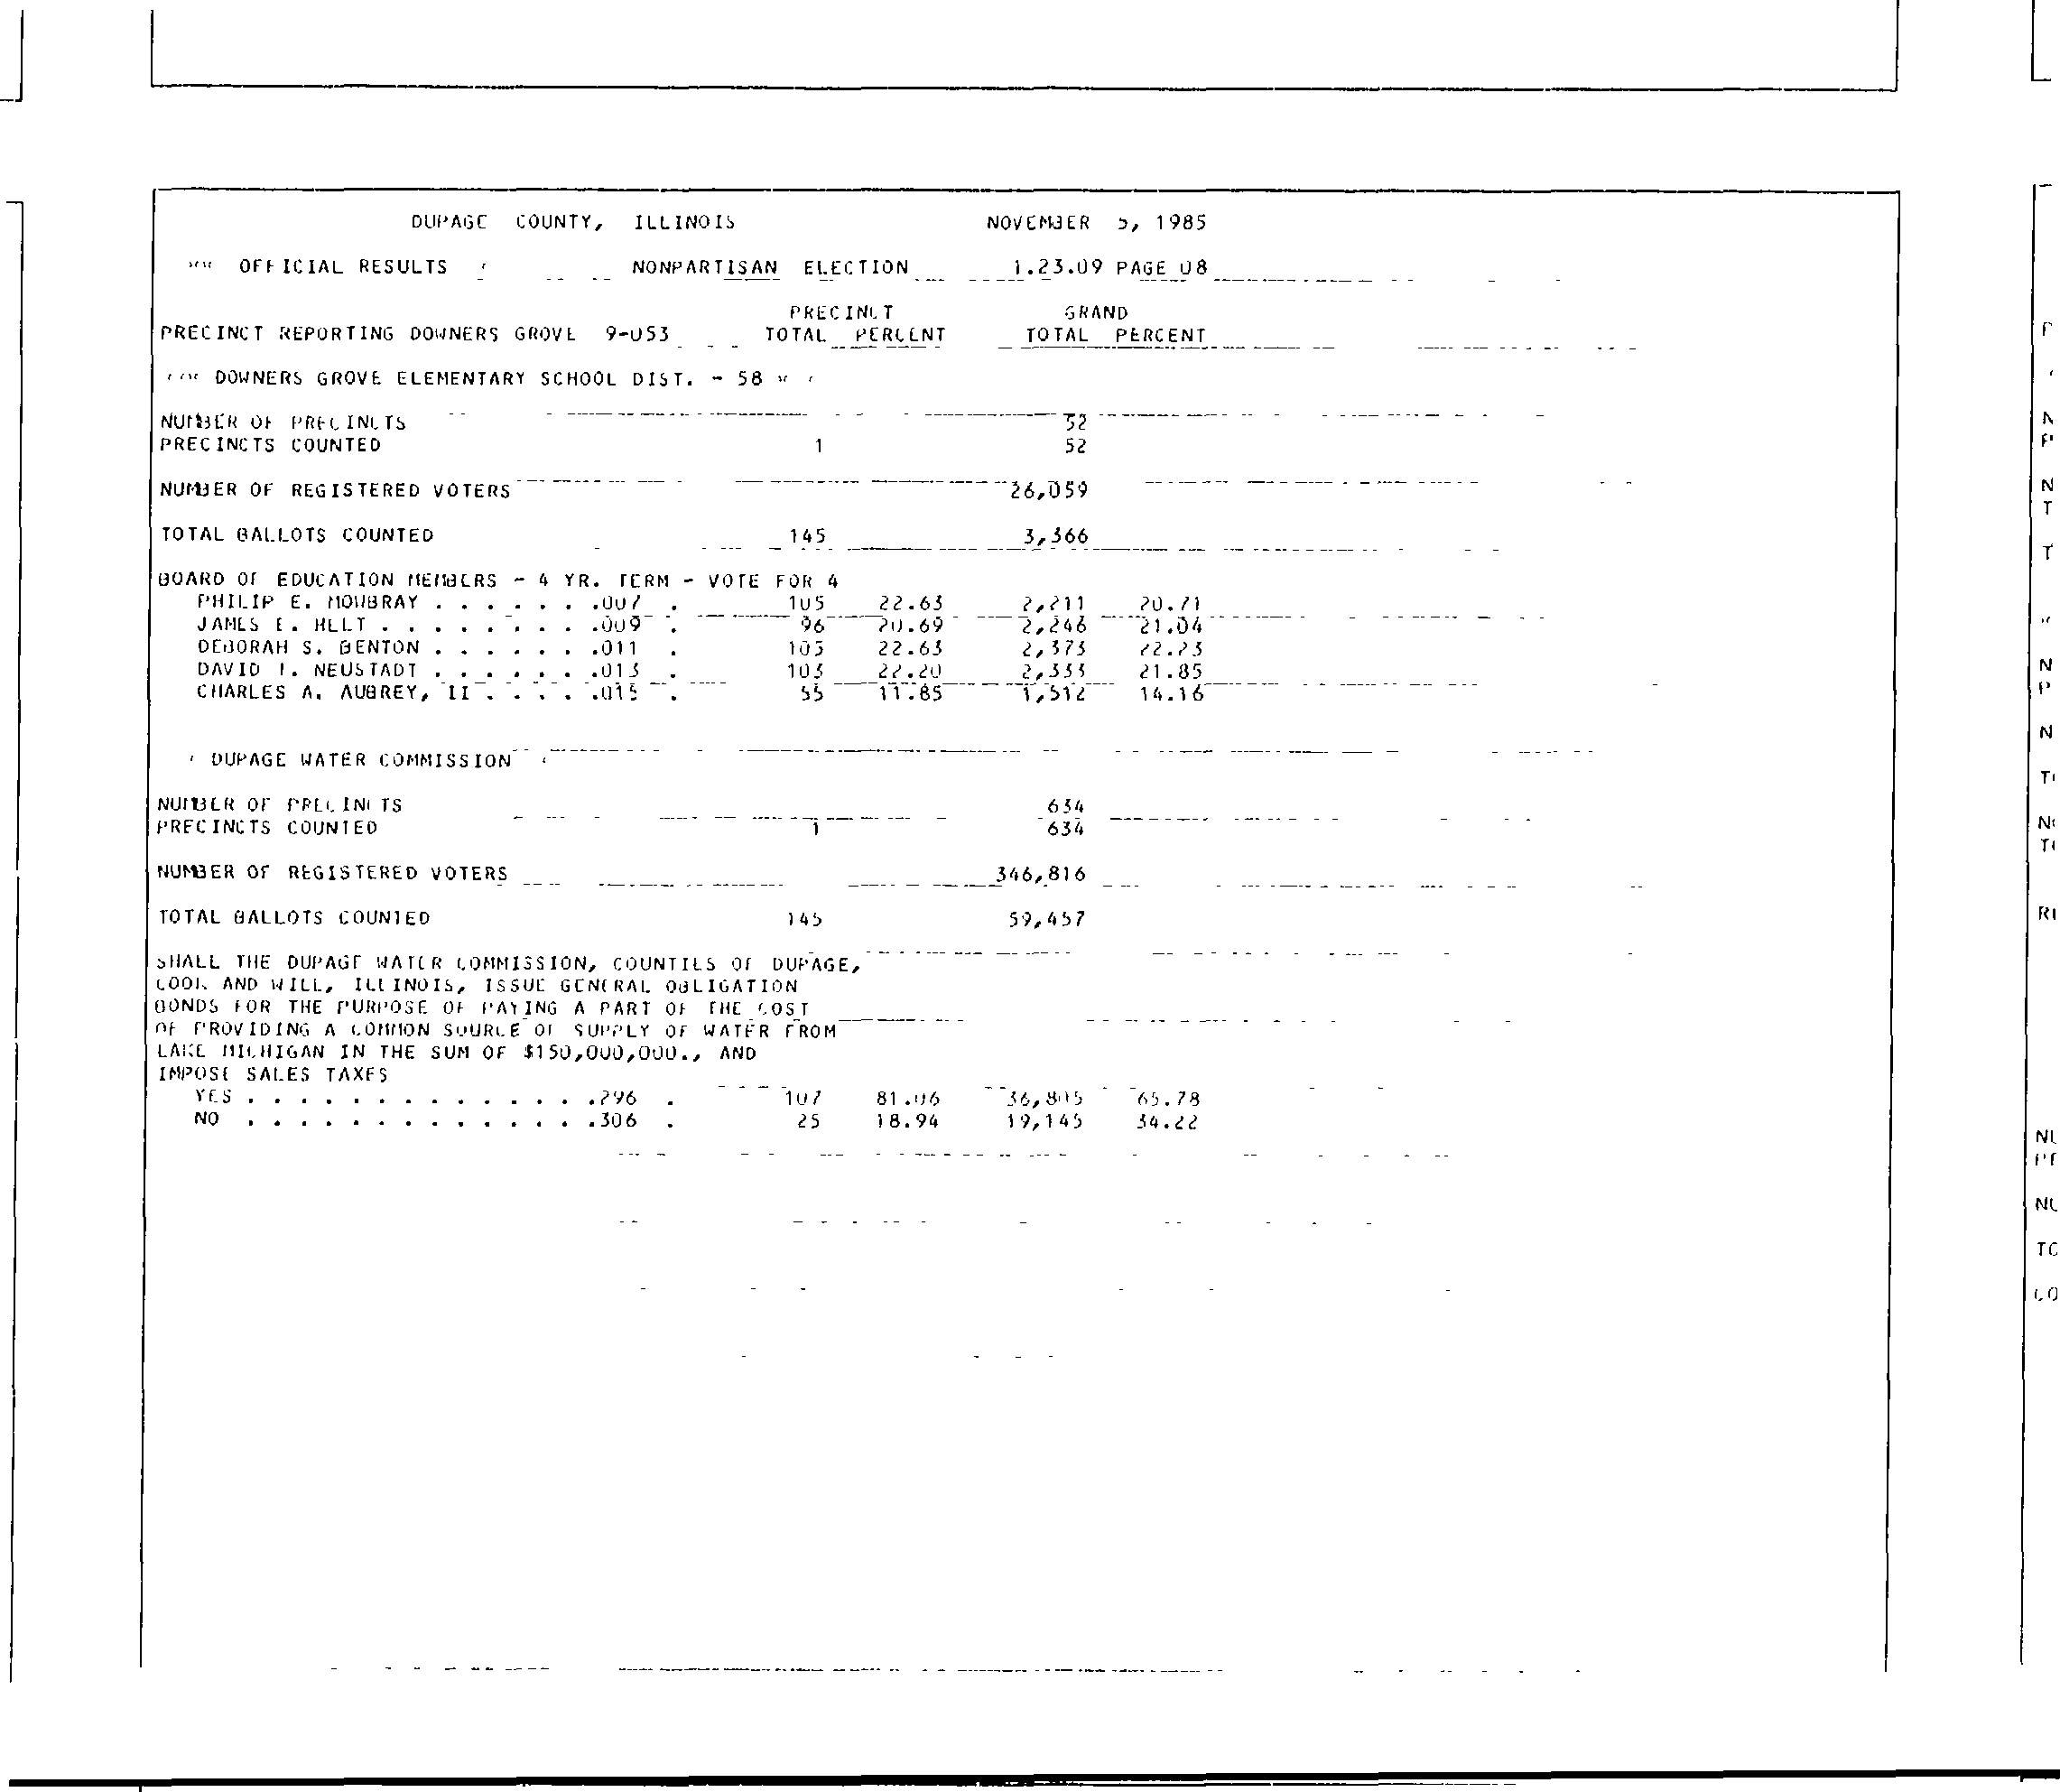 DUPAGE COUNTY, ILLINOIS NOVEMBER 5, 1985
OFFICIAL RESULTS NONPARTISAN ELECTION 1.23.09 PAGE 08
PRECINCT GRAND
PRECINCT REPORTING DOWNERS GROVE 9-053 TOTAL PERCENT TOTAL PERCENT
DOWNERS GROVE ELEMENTARY SCHOOL DIST. - 58
NUMBER OF PRECINCTS 52
PRECINCTS COUNTED 1 52
NUMBER OF REGISTERED VOTERS 26,059
TOTAL BALLOTS COUNTED 145 3,366
BOARD OF EDUCATION MEMBERS - 4 YR. TERM - VOTE FOR 4
PHILIP E. MOWBRAY . . . . . . .007 . 105 22.63 2,211 20.71
JAMES E. HELT . . . . . . . . .009 . 96 20.69 2,246 21.04
DEBORAH S. BENTON . . . . . . .011 . 105 22.63 2,373 22.23
DAVID NEUSTADT . . . . . . .013 . 103 22.20 2,333 21.85
CHARLES A. AUBREY, II . . . . .015 . 55 11.85 1,512 14.16
DUPAGE WATER COMMISSION
NUMBER OF PRECINCTS 634
PRECINCTS COUNTED 1 634
NUMBER OF REGISTERED VOTERS 346,816
TOTAL BALLOTS COUNTED 145 59,457
SHALL THE DUPAGE WATER COMMISSION, COUNTIES OF DUPAGE,
COOK AND WILL, ILLINOIS, ISSUE GENERAL OBLIGATION
BONDS FOR THE PURPOSE OF PAYING A PART OF THE COST
OF PROVIDING A COMMON SOURCE OF SUPPLY OF WATER FROM
LAKE MICHIGAN IN THE SUM OF $150,000,000., AND
IMPOSE SALES TAXES
YES . . . . . . . . . . . . . .296 . 107 81.06 36,805 65.78
NO . . . . . . . . . . . . . .306 . 25 18.94 19,145 34.22